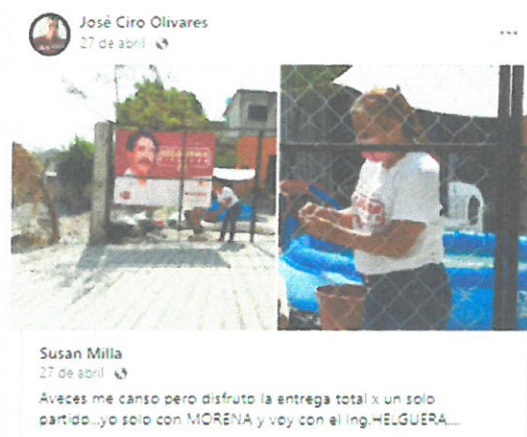 José Ciro Olivares
27 de abril
Susan Milla
27 de abril
Aveces me canso pero disfruto la entrega total x un solo
partido...yo solo con MORENA y voy con el Ing.HELGUERA....